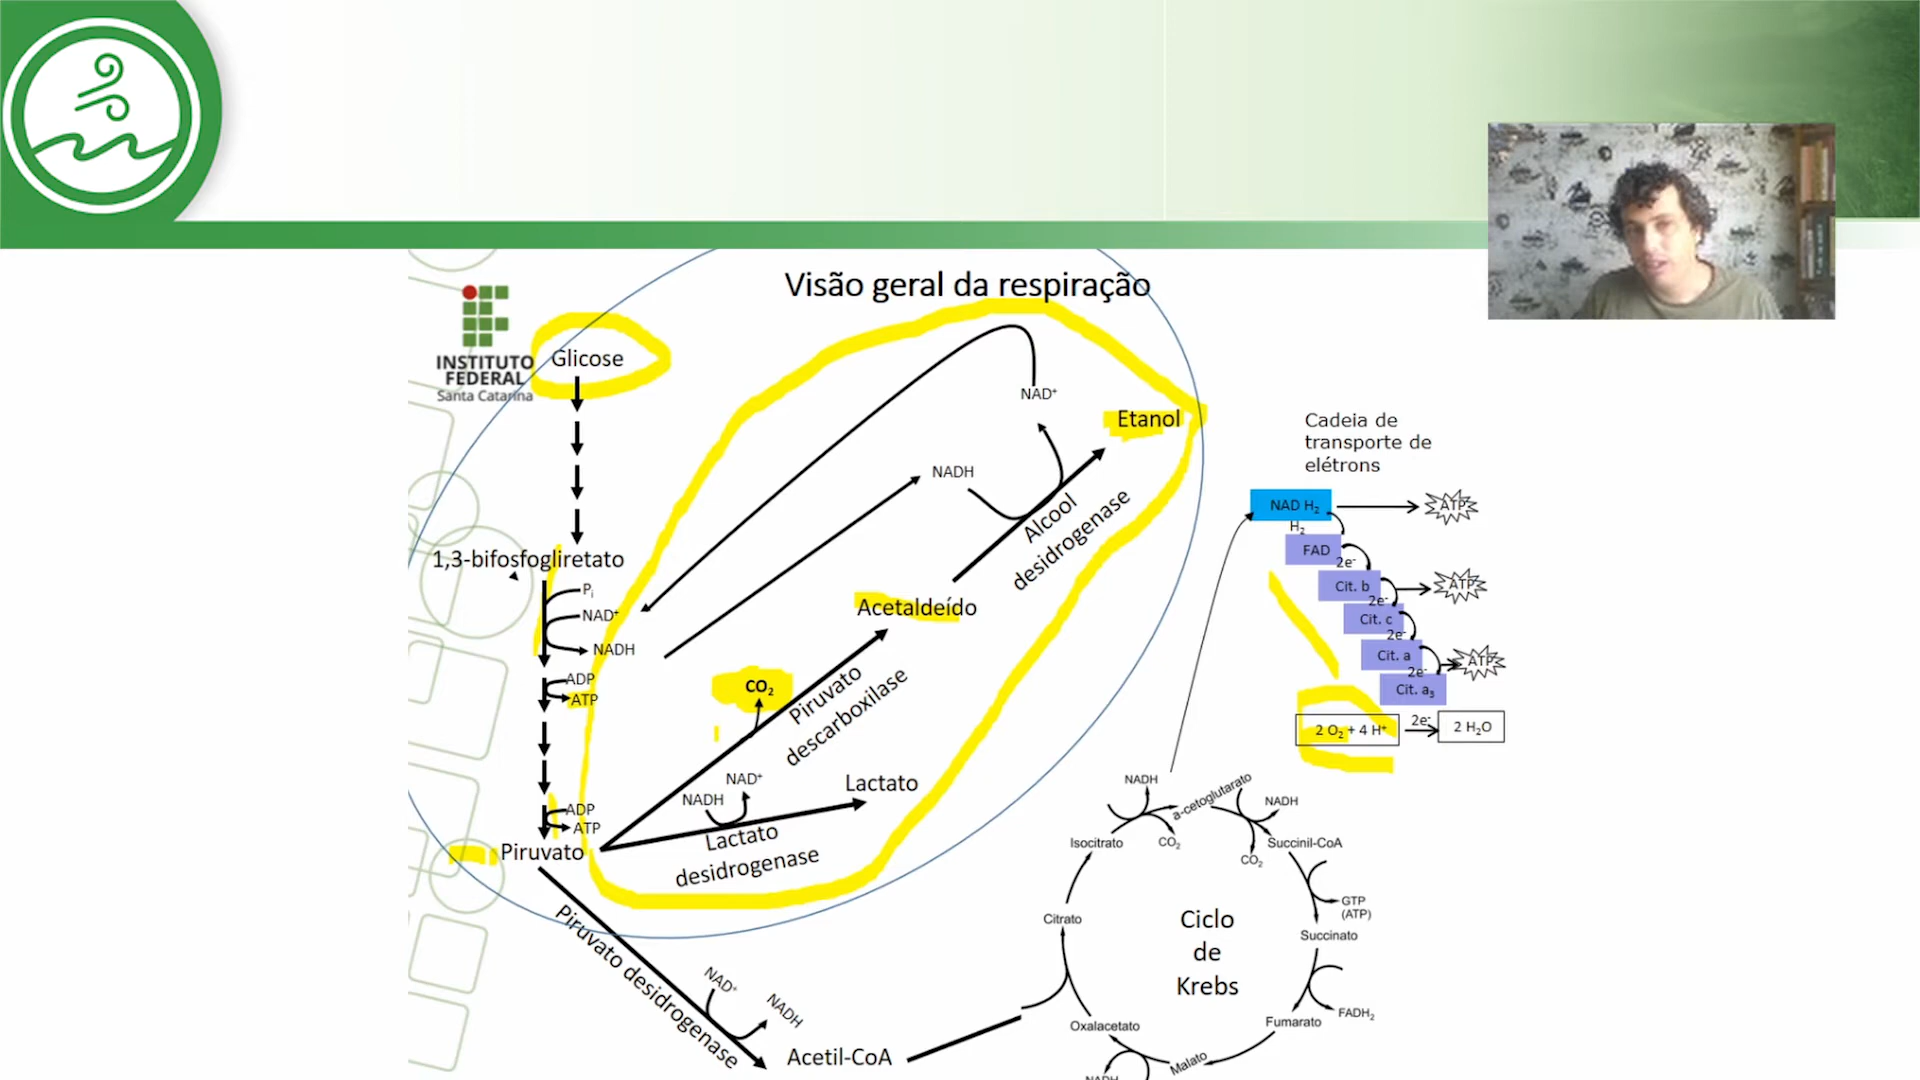 Visão geral da respiração
INSTITUTO
FEDERAL
Santa Catarina
Glicose
1,3-bifosfogliretato
Pi
NAD+
NADH
ADP
ATP
ADP
ATP
Piruvato
NAD+
NADH
Etanol
Alcool
desidrogenase
Acetaldeído
CO2
Piruvato
descarboxilase
NADH
NAD+
Lactato
Lactato
desidrogenase
Piruvato desidrogenase
NAD+
NADH
Acetil-CoA
Cadeia de
transporte de
elétrons
NAD H2
ATP
H2
FAD
2e-
Cit. b
ATP
2e-
Cit. c
2e-
Cit. a
ATP
2e-
Cit. a3
2 O2 + 4 H+
2e-
2 H2O
Ciclo
de
Krebs
NADH
a-cetoglutarato
NADH
Isocitrato
CO2
CO2
Succinil-CoA
GTP
(ATP)
Citrato
Succinato
FADH2
Fumarato
Oxalacetato
Malato
NADH